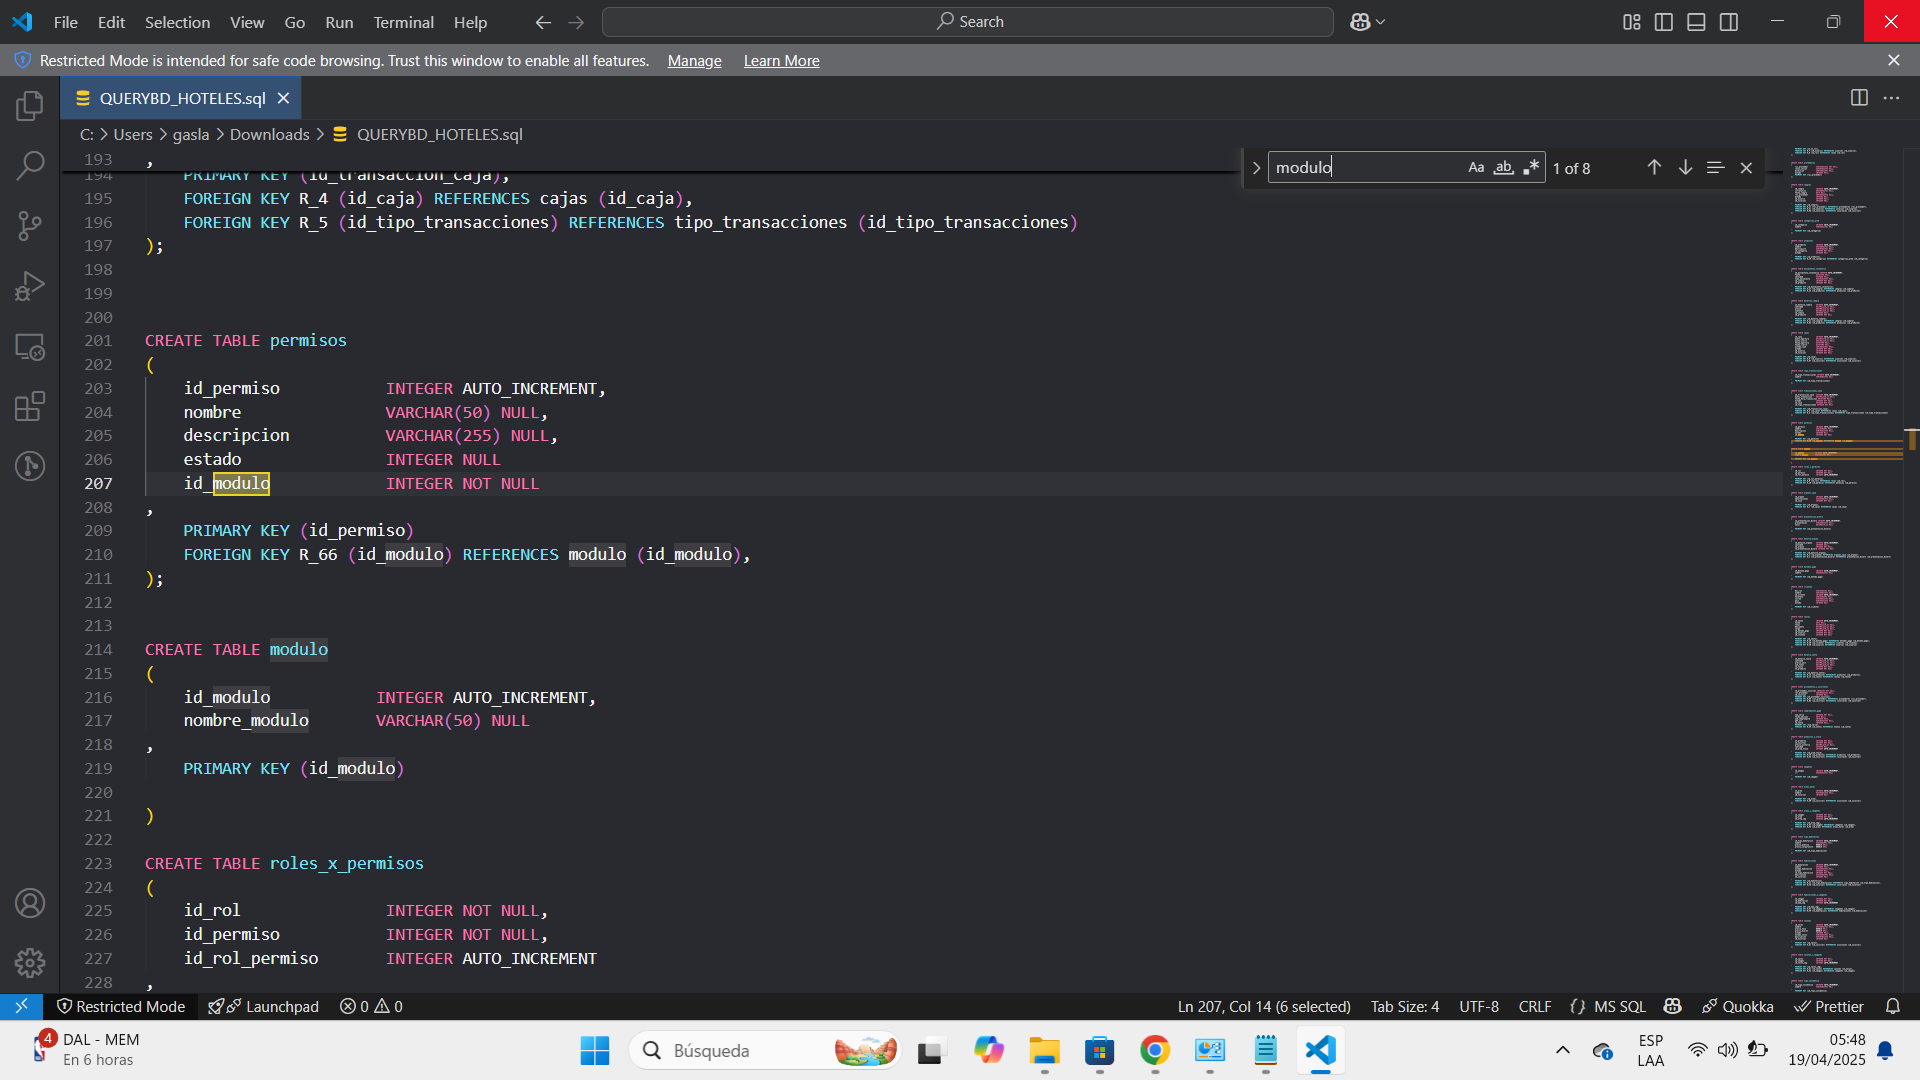 File Edit Selection View Go Run Terminal Help
Search
Restricted Mode is intended for safe code browsing. Trust this window to enable all features. Manage Learn More
QUERYBD_HOTELES.sql
C: > Users > gasla > Downloads > QUERYBD_HOTELES.sql
modulo
Aa ab .* 1 of 8
193 ,
194 PRIMARY KEY (id_transaccion_caja),
195 FOREIGN KEY R_4 (id_caja) REFERENCES cajas (id_caja),
196 FOREIGN KEY R_5 (id_tipo_transacciones) REFERENCES tipo_transacciones (id_tipo_transacciones)
197 );
198
199
200
201 CREATE TABLE permisos
202 (
203 id_permiso INTEGER AUTO_INCREMENT,
204 nombre VARCHAR(50) NULL,
205 descripcion VARCHAR(255) NULL,
206 estado INTEGER NULL
207 id_modulo INTEGER NOT NULL
208 ,
209 PRIMARY KEY (id_permiso)
210 FOREIGN KEY R_66 (id_modulo) REFERENCES modulo (id_modulo),
211 );
212
213
214 CREATE TABLE modulo
215 (
216 id_modulo INTEGER AUTO_INCREMENT,
217 nombre_modulo VARCHAR(50) NULL
218 ,
219 PRIMARY KEY (id_modulo)
220
221 )
222
223 CREATE TABLE roles_x_permisos
224 (
225 id_rol INTEGER NOT NULL,
226 id_permiso INTEGER NOT NULL,
227 id_rol_permiso INTEGER AUTO_INCREMENT
228 ,
Restricted Mode Launchpad 0 0 Ln 207, Col 14 (6 selected) Tab Size: 4 UTF-8 CRLF {} MS SQL Quokka Prettier
4 DAL - MEM
En 6 horas
Búsqueda
ESP
LAA
05:48
19/04/2025